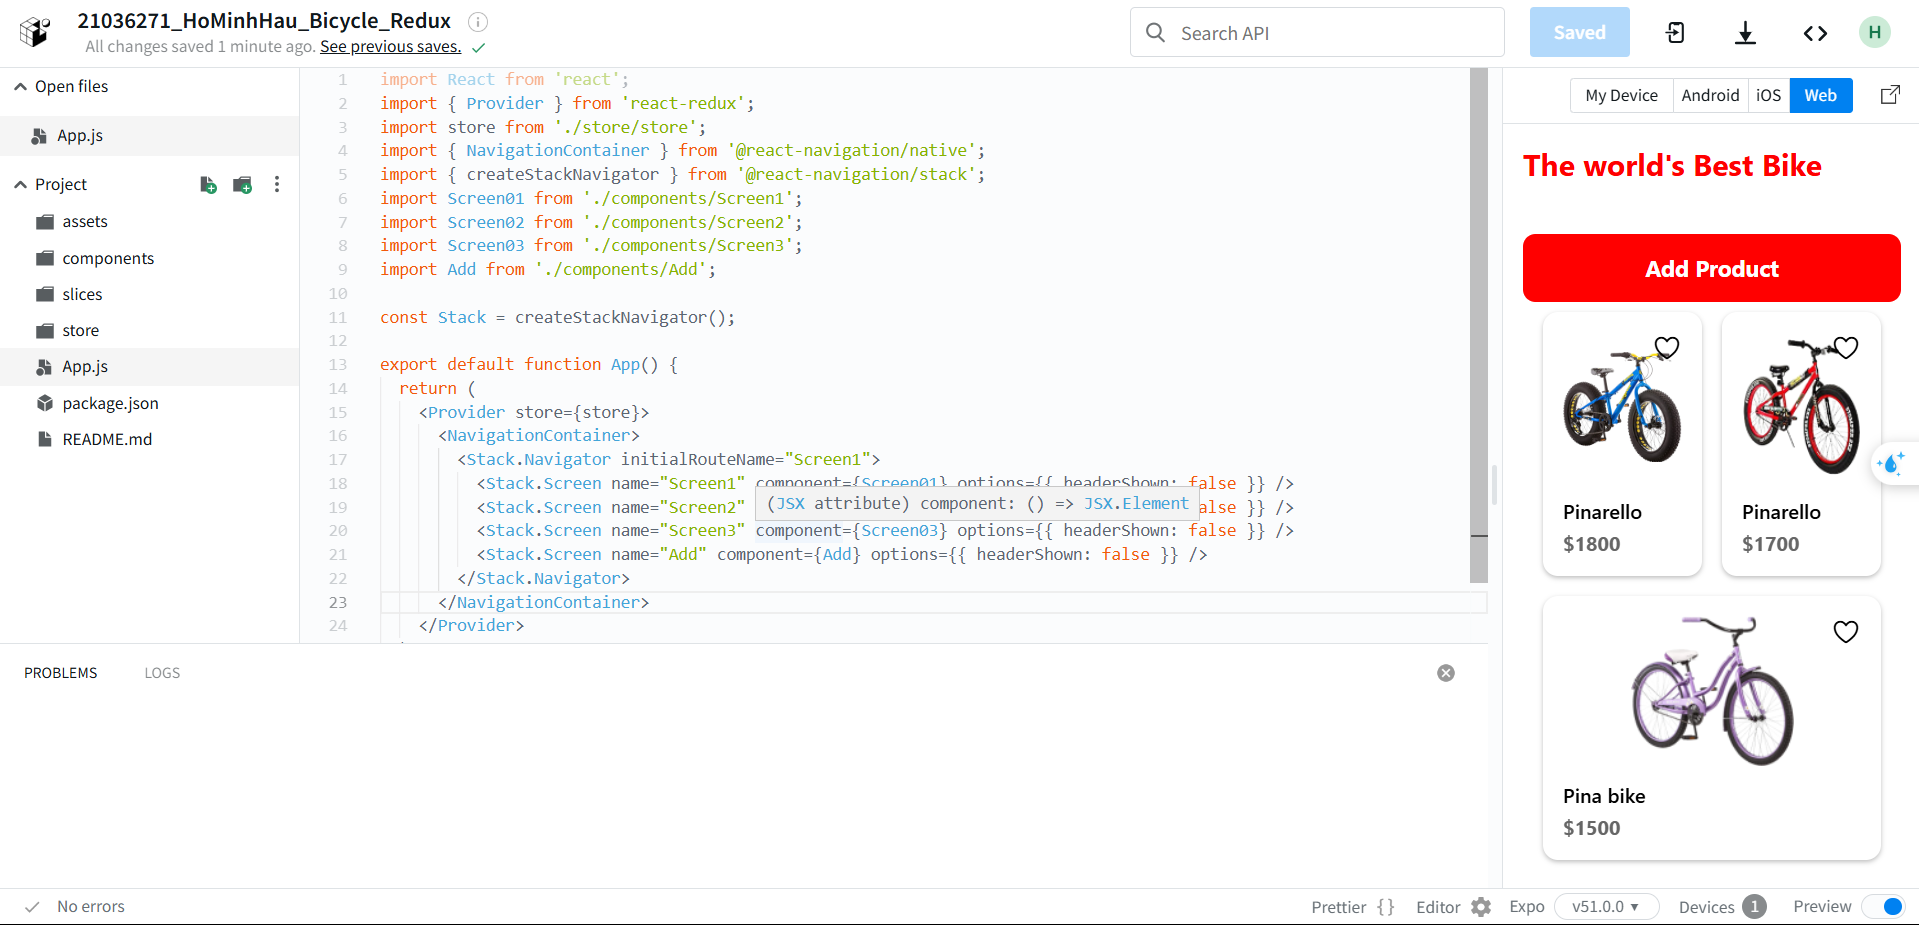 21036271_HoMinhHau_Bicycle_Redux
All changes saved 1 minute ago. See previous saves.
Search API
Saved
H
Open files
App.js
Project
assets
components
slices
store
App.js
package.json
README.md
1 import React from 'react';
2 import { Provider } from 'react-redux';
3 import store from './store/store';
4 import { NavigationContainer } from '@react-navigation/native';
5 import { createStackNavigator } from '@react-navigation/stack';
6 import Screen01 from './components/Screen1';
7 import Screen02 from './components/Screen2';
8 import Screen03 from './components/Screen3';
9 import Add from './components/Add';
10
11 const Stack = createStackNavigator();
12
13 export default function App() {
14 return (
15 <Provider store={store}>
16 <NavigationContainer>
17 <Stack.Navigator initialRouteName="Screen1">
18 <Stack.Screen name="Screen1" component={Screen01} options={{ headerShown: false }} />
19 <Stack.Screen name="Screen2" alse }} />
(JSX attribute) component: () => JSX.Element
20 <Stack.Screen name="Screen3" component={Screen03} options={{ headerShown: false }} />
21 <Stack.Screen name="Add" component={Add} options={{ headerShown: false }} />
22 </Stack.Navigator>
23 </NavigationContainer>
24 </Provider>
My Device Android iOS Web
The world's Best Bike
Add Product
Pinarello
$1800
Pinarello
$1700
Pina bike
$1500
PROBLEMS LOGS
No errors
Prettier {} Editor Expo v51.0.0 Devices 1 Preview